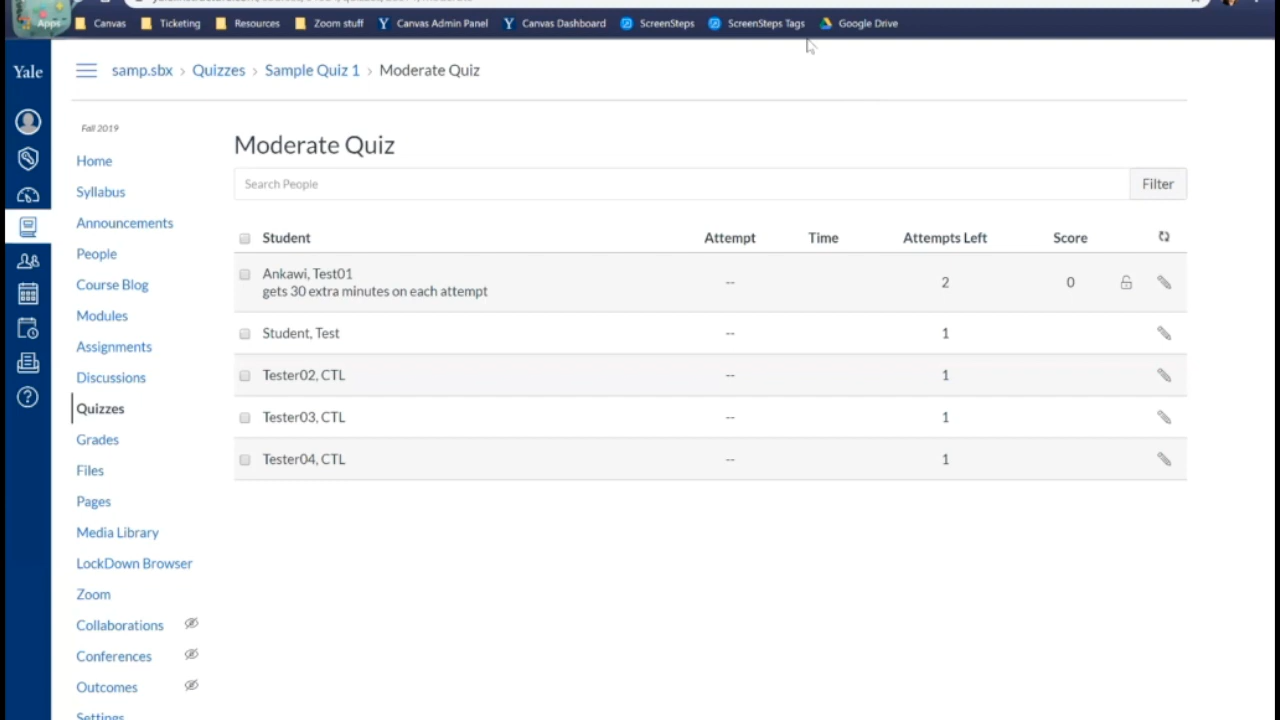 Apps Canvas Ticketing Resources Zoom stuff Y Canvas Admin Panel Y Canvas Dashboard ScreenSteps ScreenSteps Tags Google Drive
Yale
samp.sbx › Quizzes › Sample Quiz 1 › Moderate Quiz
Fall 2019
Home
Syllabus
Announcements
People
Course Blog
Modules
Assignments
Discussions
Quizzes
Grades
Files
Pages
Media Library
LockDown Browser
Zoom
Collaborations
Conferences
Outcomes
Settings
Moderate Quiz
Search People Filter
Student Attempt Time Attempts Left Score
Ankawi, Test01
gets 30 extra minutes on each attempt -- 2 0
Student, Test -- 1
Tester02, CTL -- 1
Tester03, CTL -- 1
Tester04, CTL -- 1